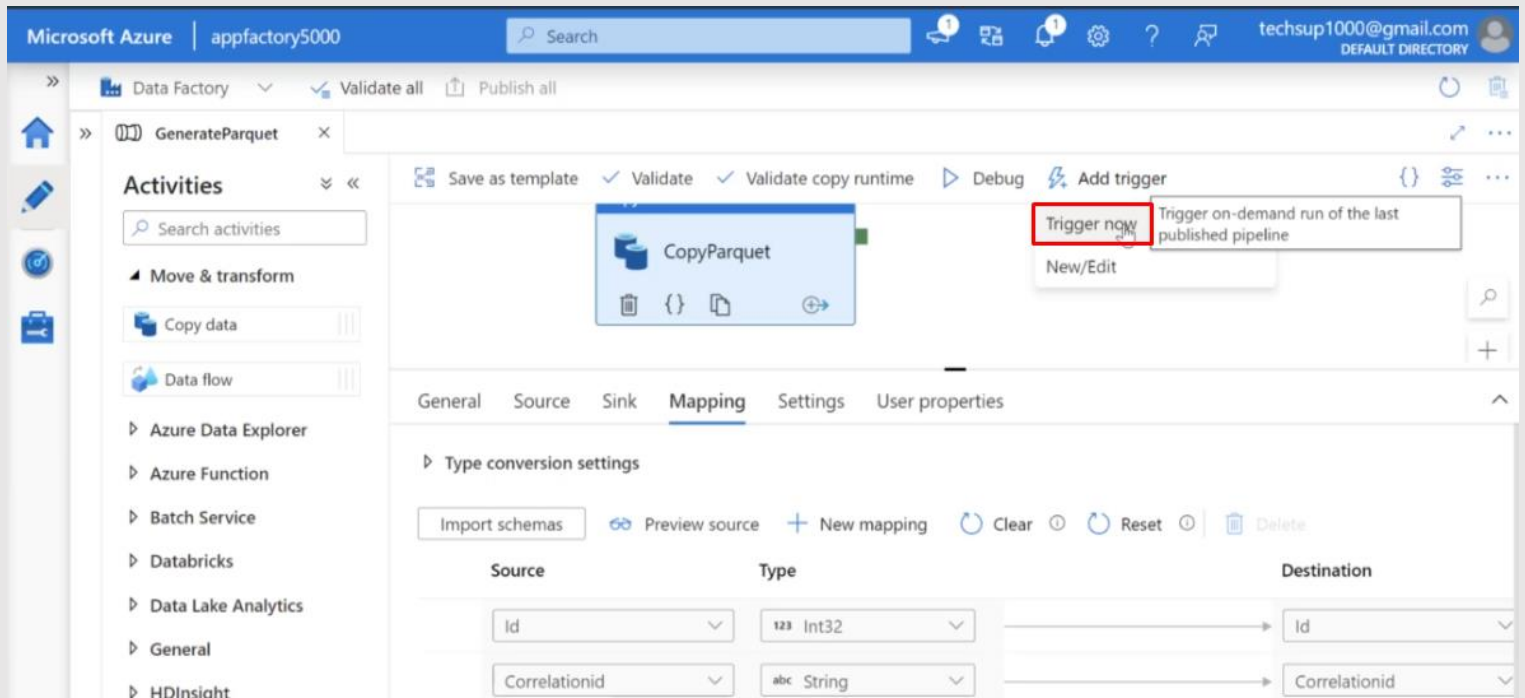 Microsoft Azure | appfactory5000
Search
1
1
techsup1000@gmail.com
DEFAULT DIRECTORY
Data Factory
Validate all
Publish all
GenerateParquet
Activities
Search activities
Move & transform
Copy data
Data flow
Azure Data Explorer
Azure Function
Batch Service
Databricks
Data Lake Analytics
General
HDInsight
Save as template
Validate
Validate copy runtime
Debug
Add trigger
CopyParquet
Trigger now
New/Edit
Trigger on-demand run of the last
published pipeline
General Source Sink Mapping Settings User properties
Type conversion settings
Import schemas Preview source New mapping Clear Reset Delete
Source Type Destination
Id 123 Int32 Id
Correlationid abc String Correlationid